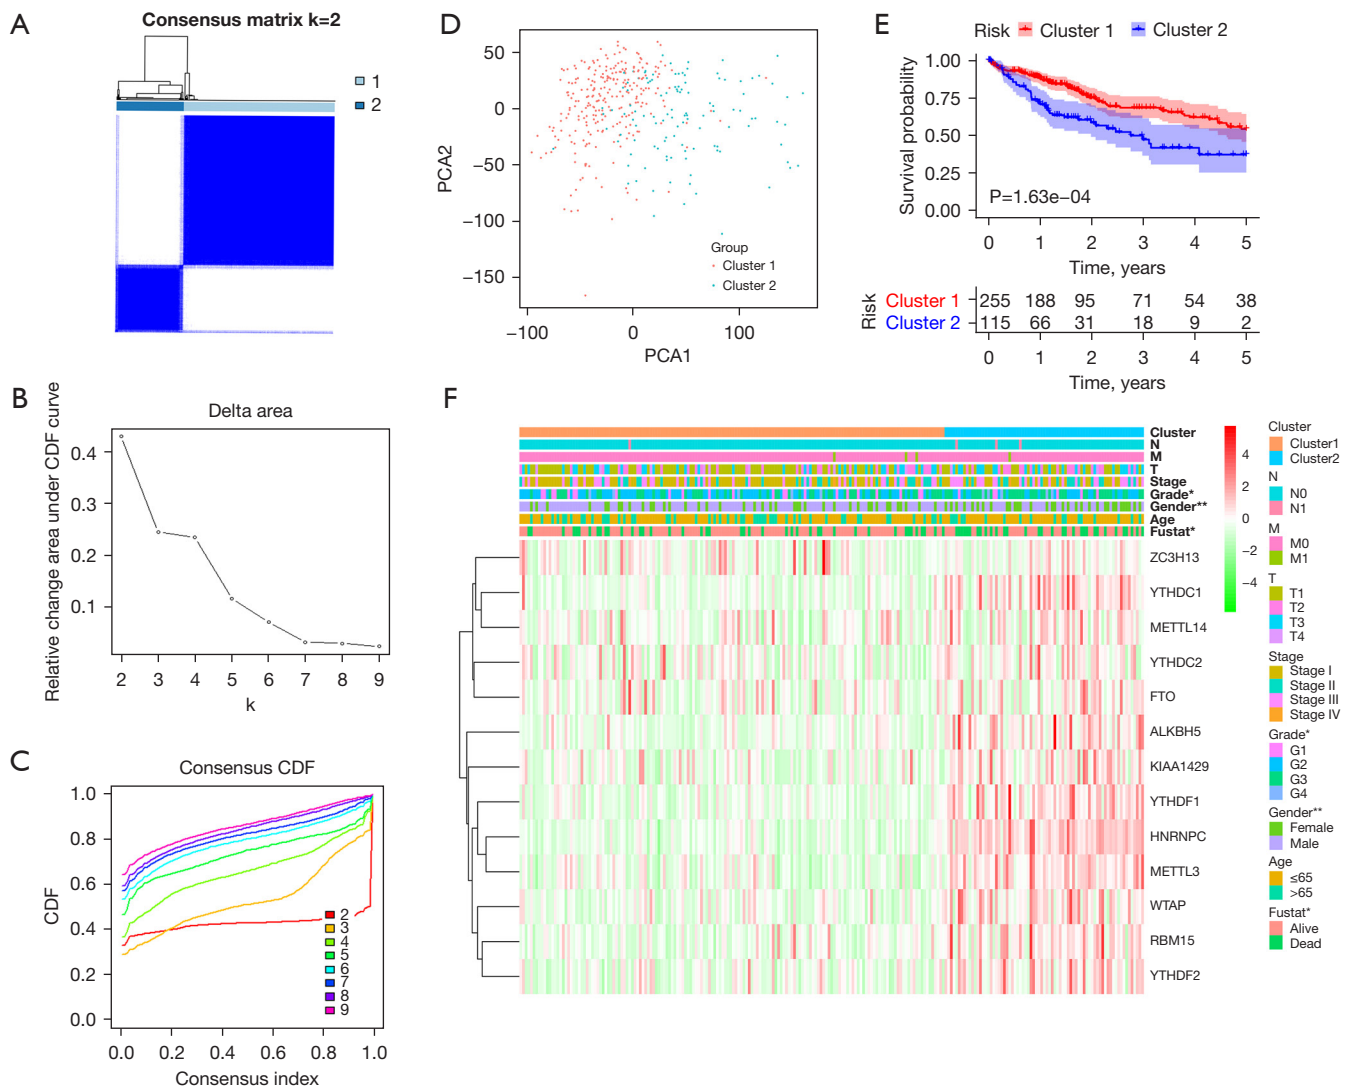 A
Consensus matrix k=2
1
2
B
Delta area
Relative change area under CDF curve
0.4
0.3
0.2
0.1
2 3 4 5 6 7 8 9
k
C
Consensus CDF
CDF
1.0
0.8
0.6
0.4
0.2
0.0
2
3
4
5
6
7
8
9
0.0 0.2 0.4 0.6 0.8 1.0
Consensus index
D
PCA2
50
0
−50
−100
−150
Group
Cluster 1
Cluster 2
−100 0 100
PCA1
E
Risk Cluster 1 Cluster 2
Survival probability
1.00
0.75
0.50
0.25
0.00
P=1.63e−04
0 1 2 3 4 5
Time, years
Risk
Cluster 1 255 188 95 71 54 38
Cluster 2 115 66 31 18 9 2
0 1 2 3 4 5
Time, years
F
Cluster
N
M
T
Stage
Grade*
Gender**
Age
Fustat*
ZC3H13
YTHDC1
METTL14
YTHDC2
FTO
ALKBH5
KIAA1429
YTHDF1
HNRNPC
METTL3
WTAP
RBM15
YTHDF2
4
2
0
−2
−4
Cluster
Cluster1
Cluster2
N
N0
N1
M
M0
M1
T
T1
T2
T3
T4
Stage
Stage I
Stage II
Stage III
Stage IV
Grade*
G1
G2
G3
G4
Gender**
Female
Male
Age
≤65
>65
Fustat*
Alive
Dead